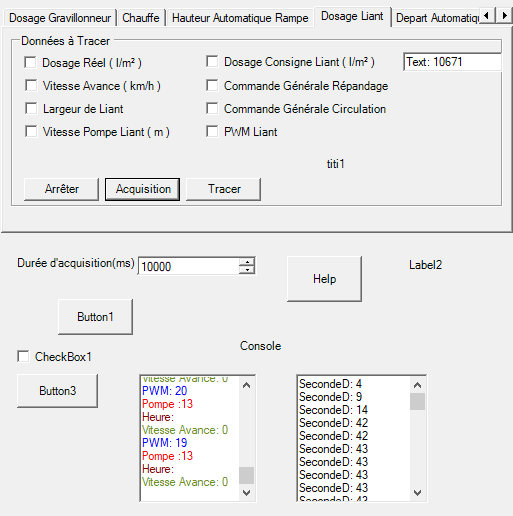 Dosage Gravillonneur Chauffe Hauteur Automatique Rampe Dosage Liant Depart Automatiqu
Données à Tracer
Dosage Réel ( l/m² ) Dosage Consigne Liant ( l/m² ) Text: 10671
Vitesse Avance ( km/h ) Commande Générale Répandage
Largeur de Liant Commande Générale Circulation
Vitesse Pompe Liant ( m ) PWM Liant
titi1
Arrêter Acquisition Tracer
Durée d'acquisition(ms) 10000 Help Label2
Button1
Console
CheckBox1
Button3
Vitesse Avance: 0
PWM: 20
Pompe :13
Heure:
Vitesse Avance: 0
PWM: 19
Pompe :13
Heure:
Vitesse Avance: 0
SecondeD: 4
SecondeD: 9
SecondeD: 14
SecondeD: 42
SecondeD: 42
SecondeD: 43
SecondeD: 43
SecondeD: 43
SecondeD: 43
SecondeD: 43